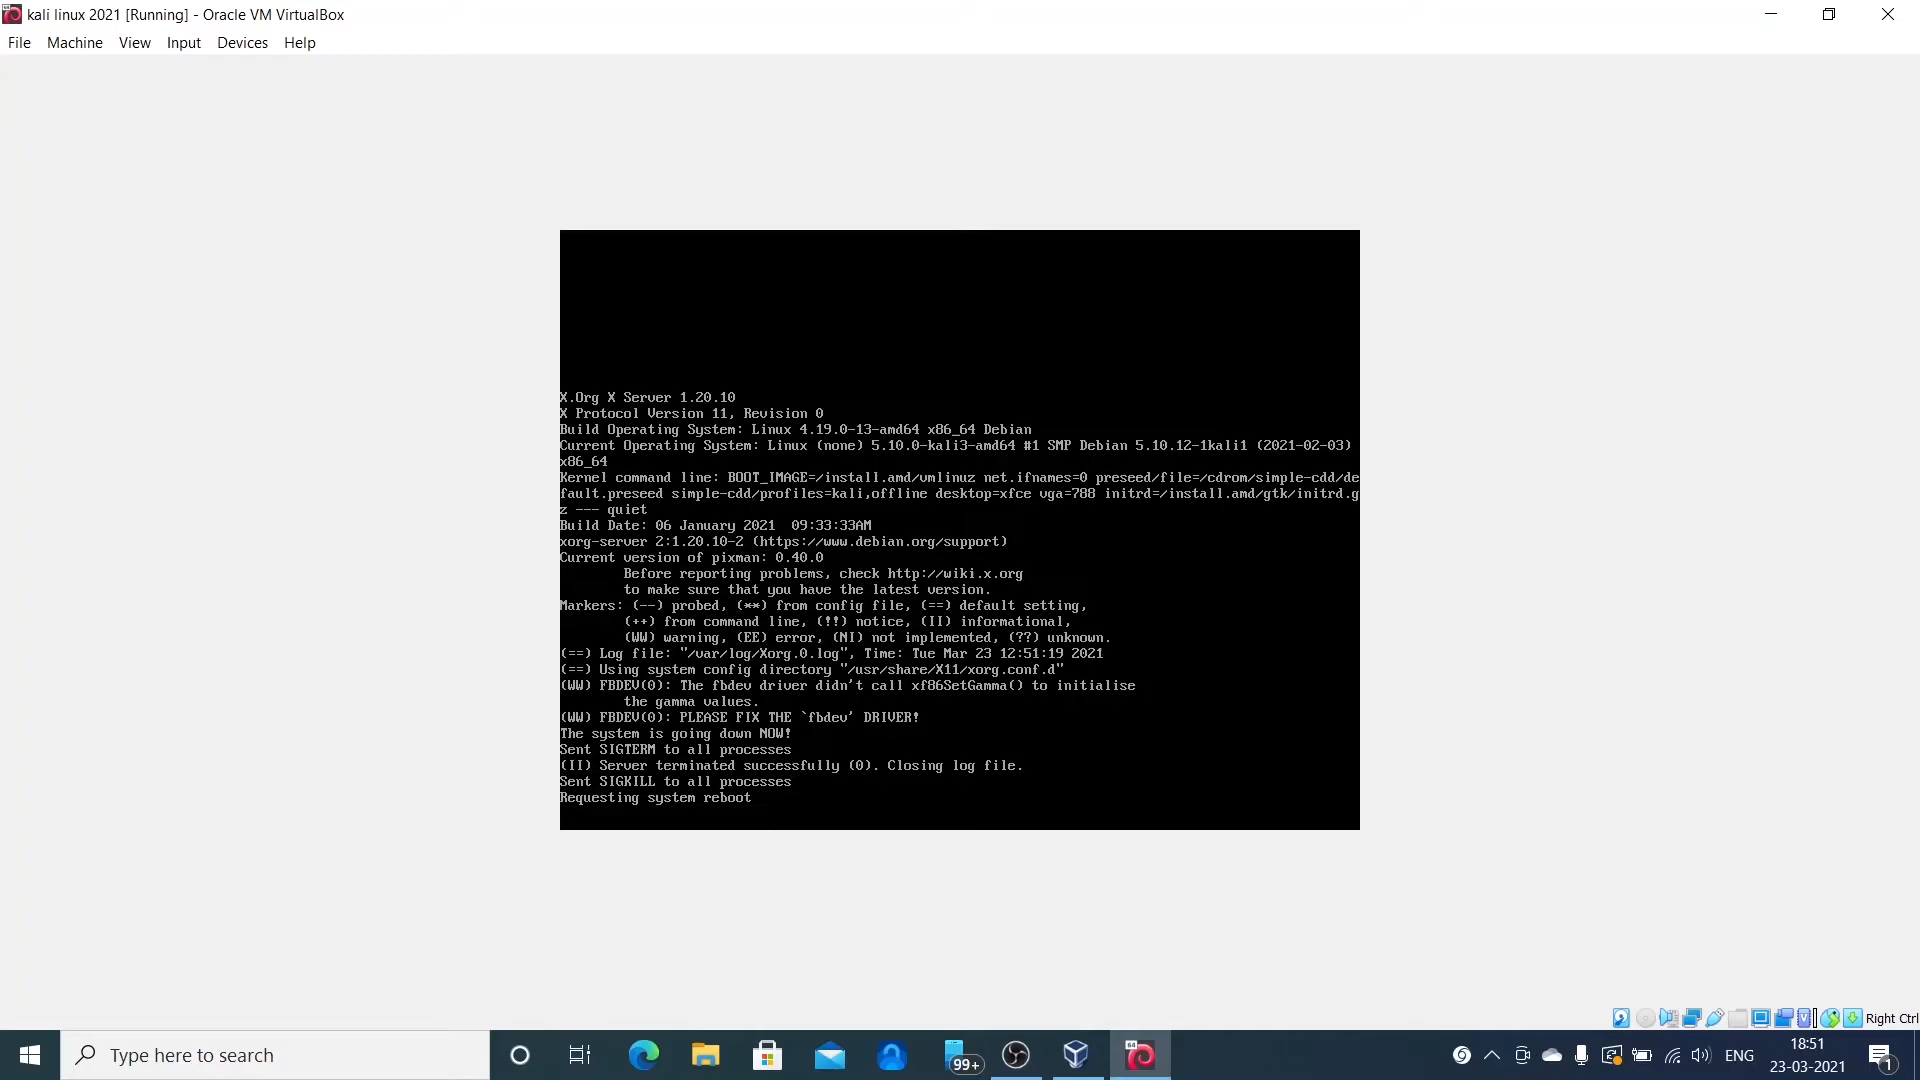 kali linux 2021 [Running] - Oracle VM VirtualBox
File Machine View Input Devices Help
X.Org X Server 1.20.10
X Protocol Version 11, Revision 0
Build Operating System: Linux 4.19.0-13-amd64 x86_64 Debian
Current Operating System: Linux (none) 5.10.0-kali3-amd64 #1 SMP Debian 5.10.12-1kali1 (2021-02-03)
x86_64
Kernel command line: BOOT_IMAGE=/install.amd/vmlinuz net.ifnames=0 preseed/file=/cdrom/simple-cdd/de
fault.preseed simple-cdd/profiles=kali,offline desktop=xfce vga=788 initrd=/install.amd/gtk/initrd.g
z --- quiet
Build Date: 06 January 2021  09:33:33AM
xorg-server 2:1.20.10-2 (https://www.debian.org/support)
Current version of pixman: 0.40.0
Before reporting problems, check http://wiki.x.org
to make sure that you have the latest version.
Markers: (--) probed, (**) from config file, (==) default setting,
(++) from command line, (!!) notice, (II) informational,
(WW) warning, (EE) error, (NI) not implemented, (??) unknown.
(==) Log file: "/var/log/Xorg.0.log", Time: Tue Mar 23 12:51:19 2021
(==) Using system config directory "/usr/share/X11/xorg.conf.d"
(WW) FBDEV(0): The fbdev driver didn't call xf86SetGamma() to initialise
the gamma values.
(WW) FBDEV(0): PLEASE FIX THE `fbdev' DRIVER!
The system is going down NOW!
Sent SIGTERM to all processes
(II) Server terminated successfully (0). Closing log file.
Sent SIGKILL to all processes
Requesting system reboot
Right Ctrl
Type here to search
99+
64
ENG
18:51
23-03-2021
1